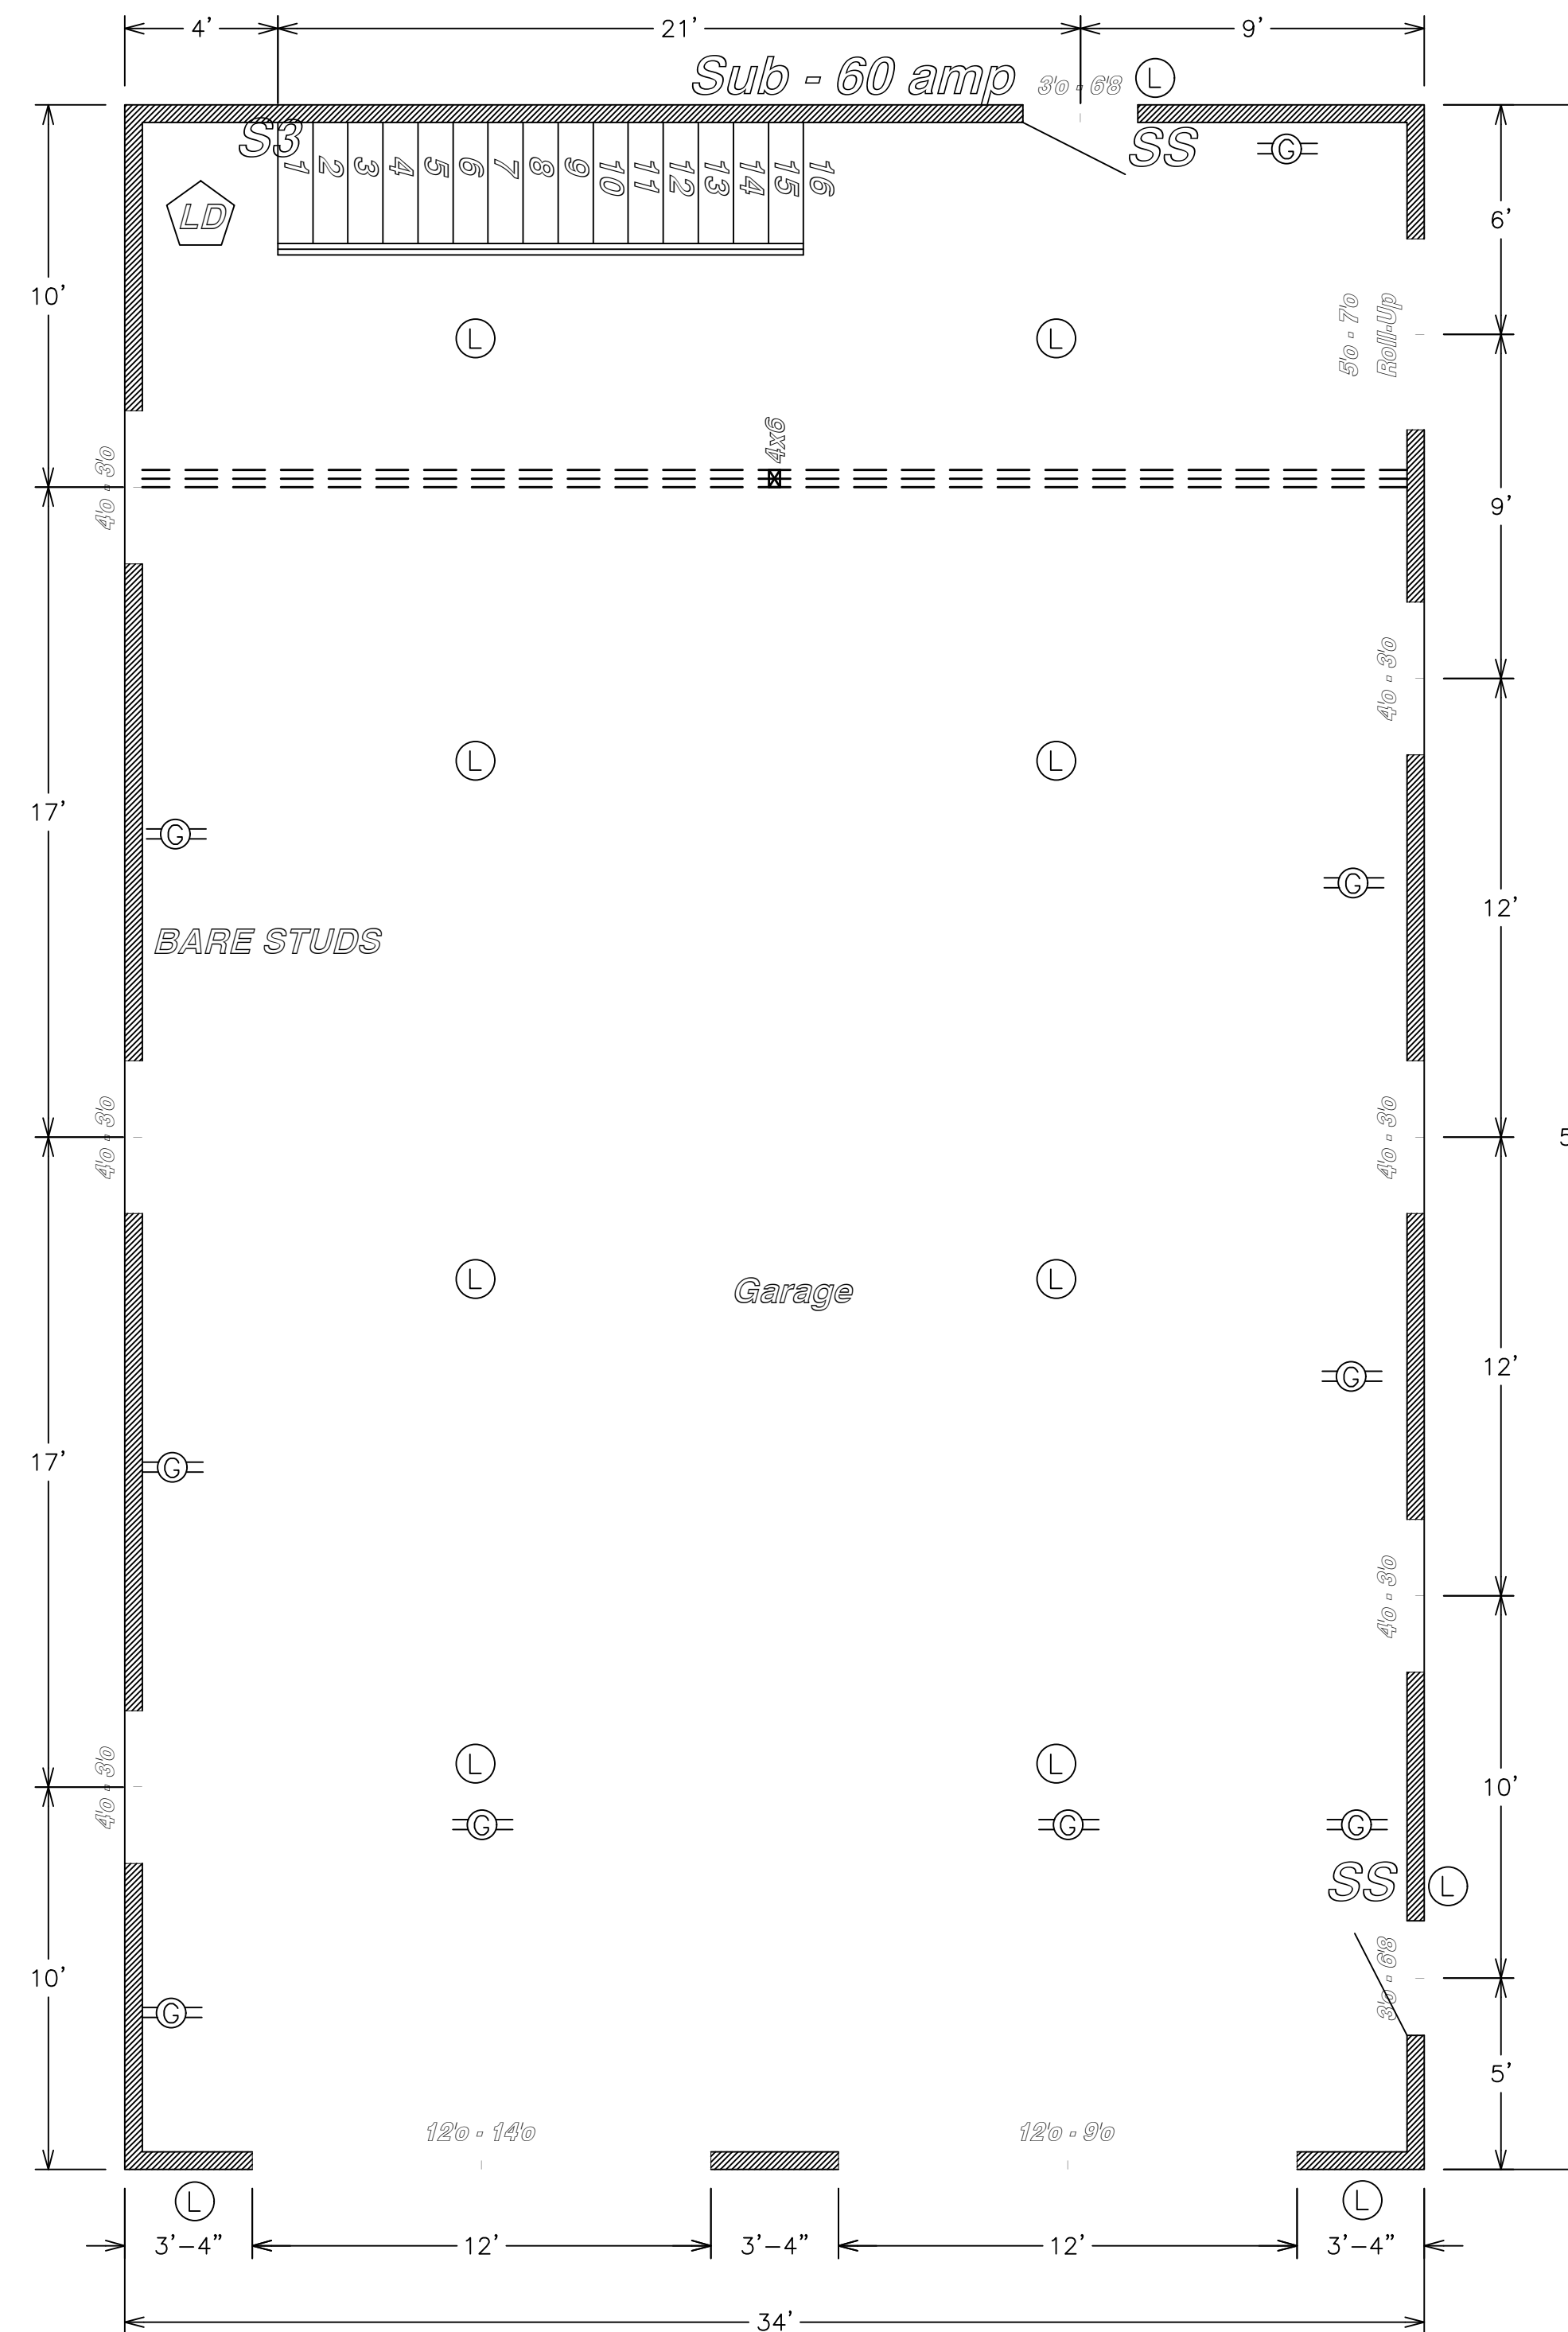 4' 21' 9'
Sub - 60 amp 3'0 - 6'8 L
S3 SS G
1 2 3 4 5 6 7 8 9 10 11 12 13 14 15 16
LD
6'
10'
5'0 - 7'0
Roll-Up
L L
4x6
4'0 - 3'0
9'
4'0 - 3'0
L L
17'
G
G
12'
BARE STUDS
4'0 - 3'0
4'0 - 3'0
L L
Garage
12'
G
17'
G
4'0 - 3'0
L L
4'0 - 3'0
10'
G G G
SS L
10'
3'0 - 6'8
G
5'
12'0 - 14'0 12'0 - 9'0
L L
3'-4" 12' 3'-4" 12' 3'-4"
34'